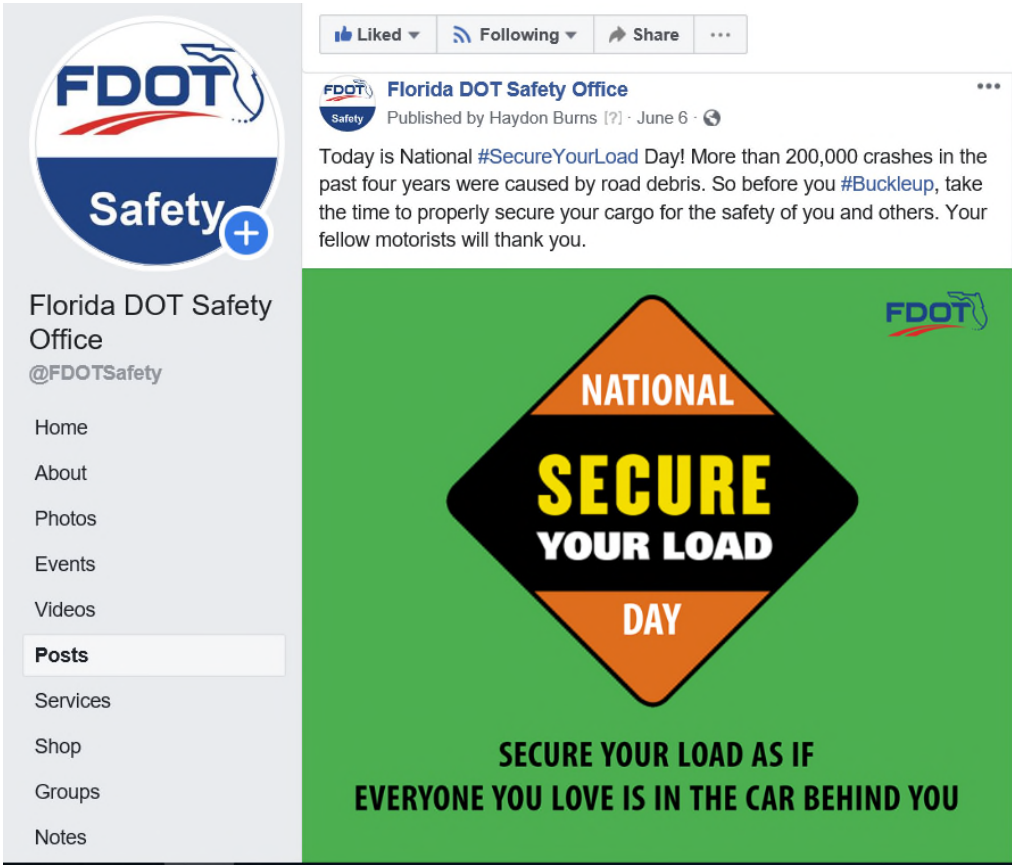 FDOT
Safety
Florida DOT Safety
Office
@FDOTSafety
Home
About
Photos
Events
Videos
Posts
Services
Shop
Groups
Notes
Liked
Following
Share
···
FDOT
Safety
Florida DOT Safety Office
Published by Haydon Burns [?] · June 6 ·
Today is National #SecureYourLoad Day! More than 200,000 crashes in the
past four years were caused by road debris. So before you #Buckleup, take
the time to properly secure your cargo for the safety of you and others. Your
fellow motorists will thank you.
FDOT
NATIONAL
SECURE
YOUR LOAD
DAY
SECURE YOUR LOAD AS IF
EVERYONE YOU LOVE IS IN THE CAR BEHIND YOU